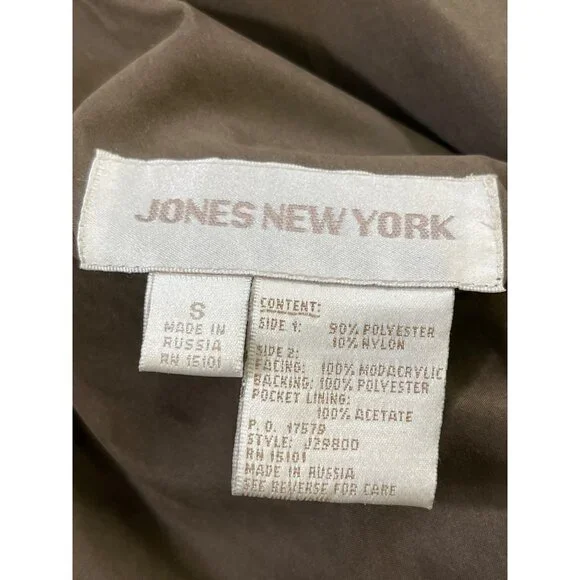 JONES NEW YORK
S
MADE IN
RUSSIA
RN 15101
CONTENT:
SIDE 1: 90% POLYESTER
10% NYLON
SIDE 2:
FACING: 100% MODACRYLIC
BACKING: 100% POLYESTER
POCKET LINING:
100% ACETATE
P.O. 17579
STYLE: J2980D
RN 15101
MADE IN RUSSIA
SEE REVERSE FOR CARE